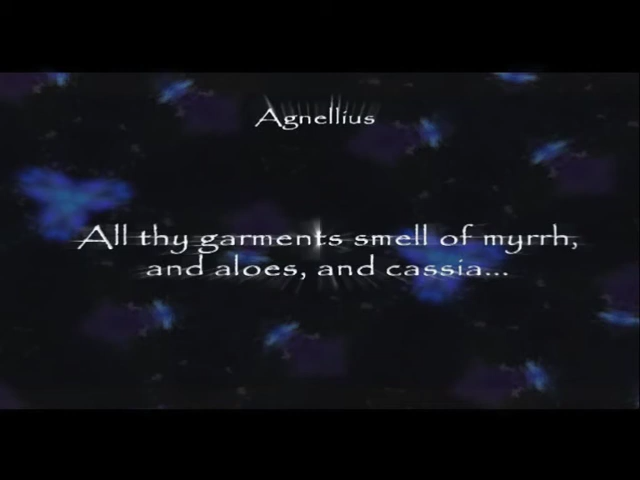 Agnellius
All thy garments smell of myrrh,
and aloes, and cassia...